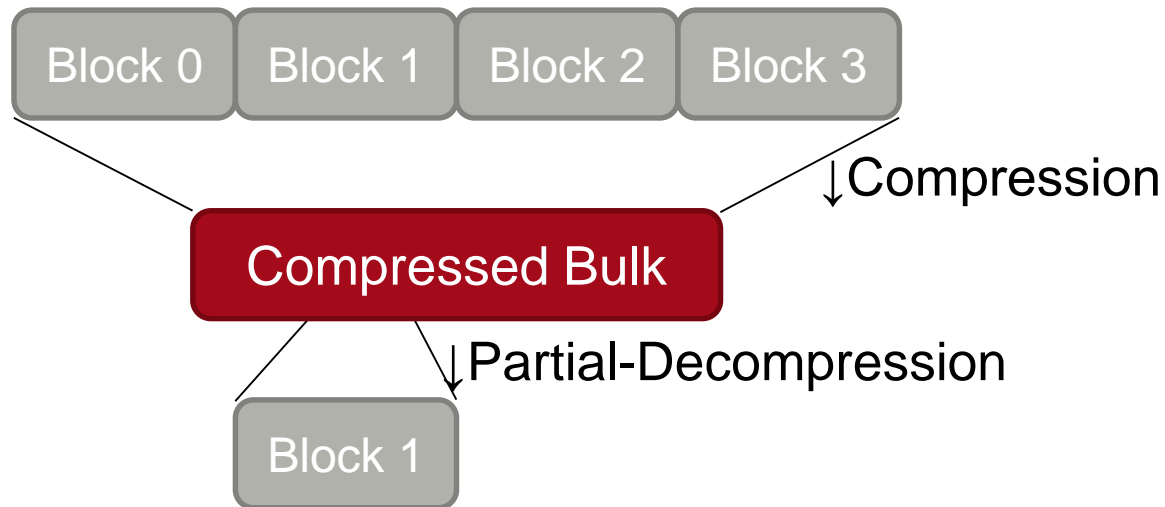 Block 0 Block 1 Block 2 Block 3
↓Compression
Compressed Bulk
↓Partial-Decompression
Block 1